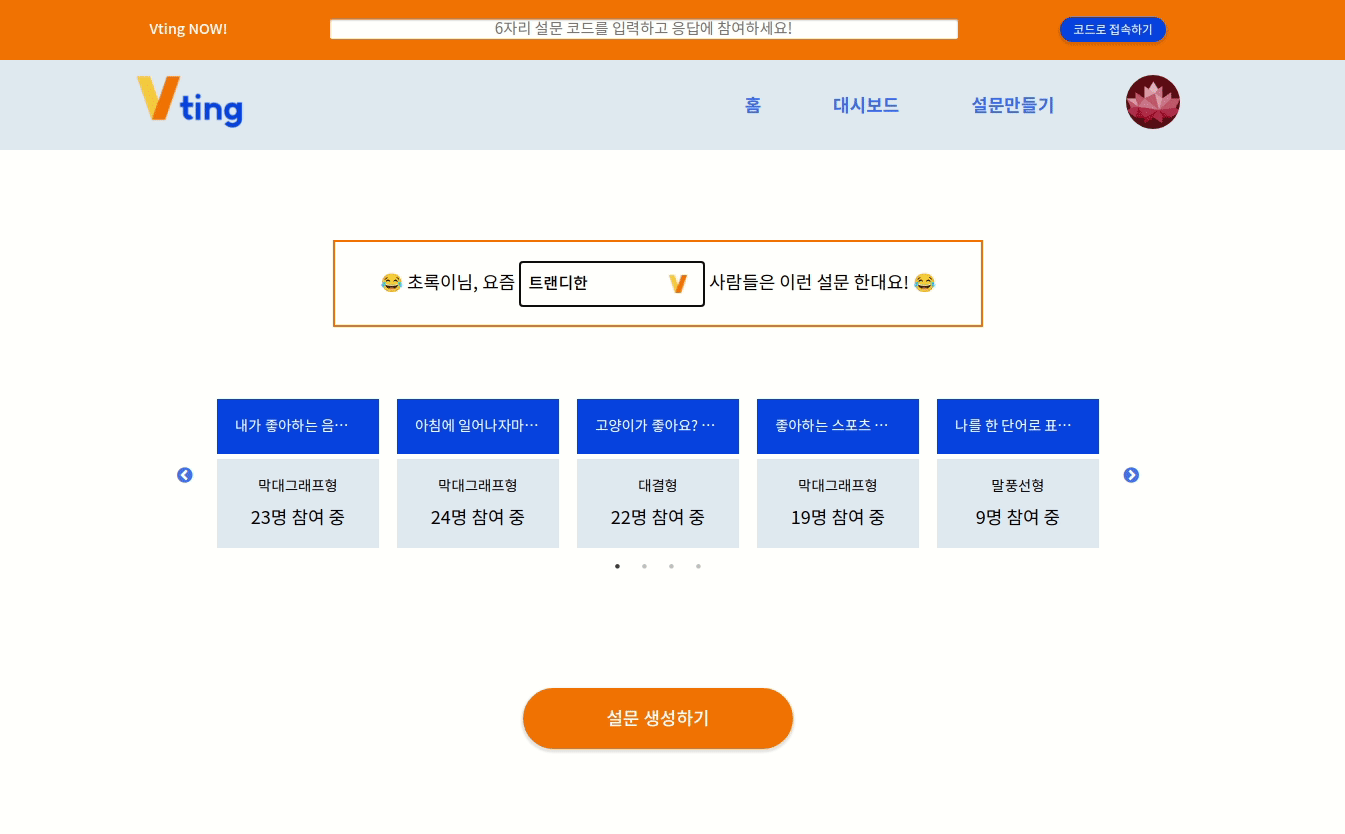 Vting NOW!
6자리 설문 코드를 입력하고 응답에 참여하세요!
코드로 접속하기
Vting
홈
대시보드
설문만들기
😂 초록이님, 요즘 트랜디한 사람들은 이런 설문 한대요! 😂
내가 좋아하는 음…
아침에 일어나자마…
고양이가 좋아요? …
좋아하는 스포츠 …
나를 한 단어로 표…
막대그래프형
23명 참여 중
막대그래프형
24명 참여 중
대결형
22명 참여 중
막대그래프형
19명 참여 중
말풍선형
9명 참여 중
설문 생성하기